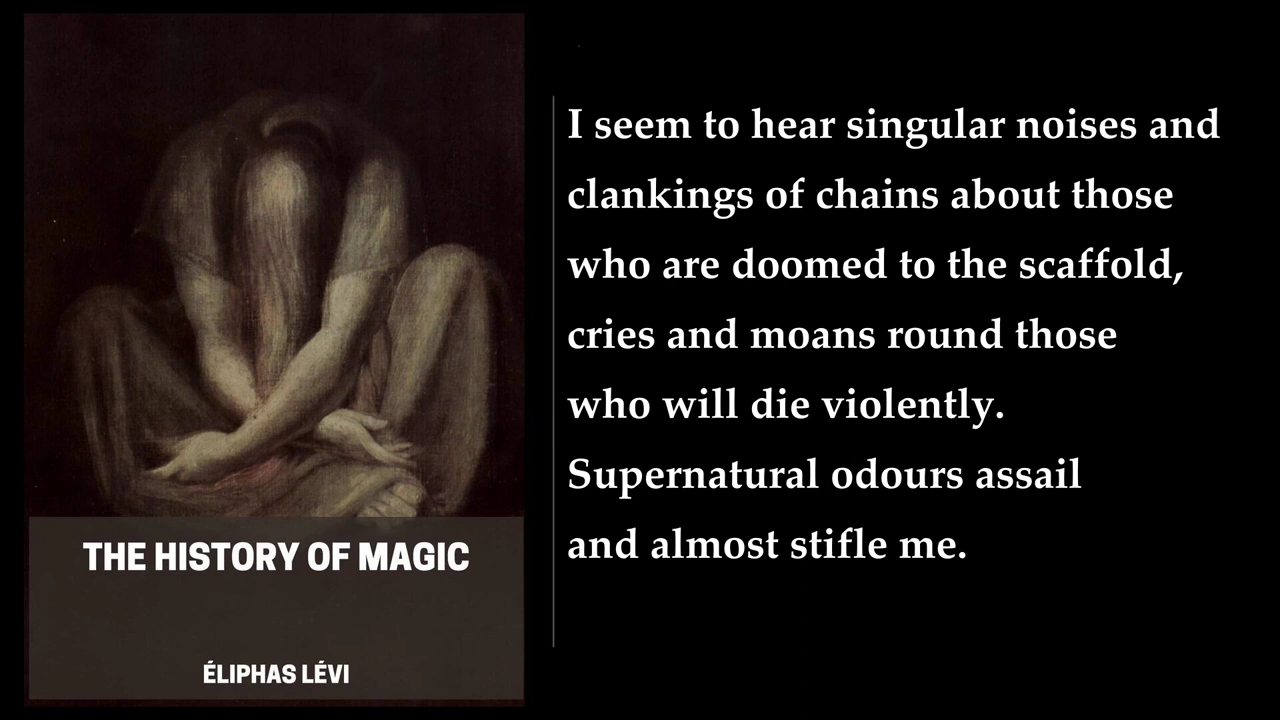 THE HISTORY OF MAGIC
ÉLIPHAS LÉVI
I seem to hear singular noises and
clankings of chains about those
who are doomed to the scaffold,
cries and moans round those
who will die violently.
Supernatural odours assail
and almost stifle me.